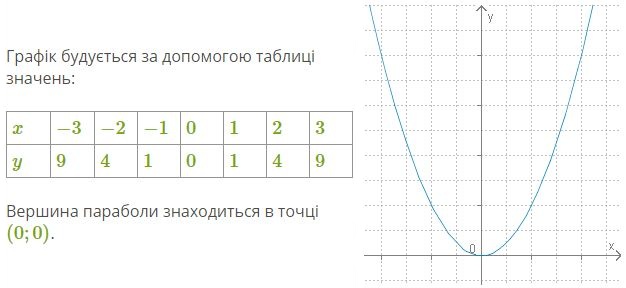 Графік будується за допомогою таблиці
значень:
x −3 −2 −1 0 1 2 3
y 9 4 1 0 1 4 9
Вершина параболи знаходиться в точці
(0;0).
y
0
x